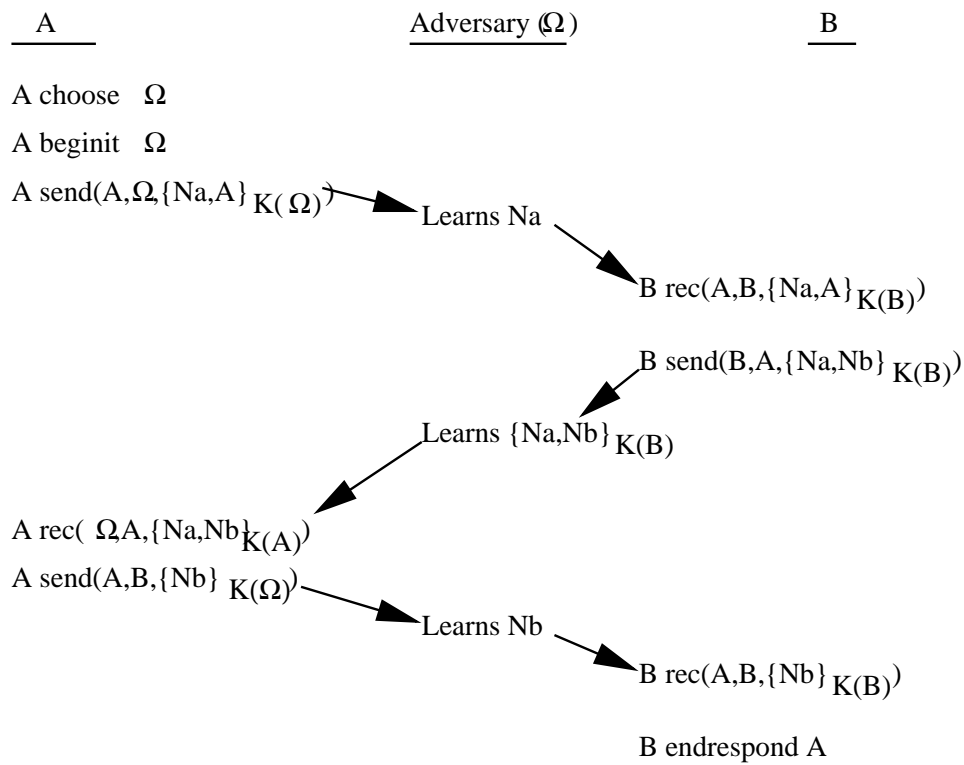 A Adversary (Ω) B
A choose Ω
A beginit Ω
A send(A,Ω,{Na,A}K(Ω))
Learns Na
B rec(A,B,{Na,A}K(B))
B send(B,A,{Na,Nb}K(B))
Learns {Na,Nb}K(B)
A rec( Ω,A,{Na,Nb}K(A))
A send(A,B,{Nb}K(Ω))
Learns Nb
B rec(A,B,{Nb}K(B))
B endrespond A